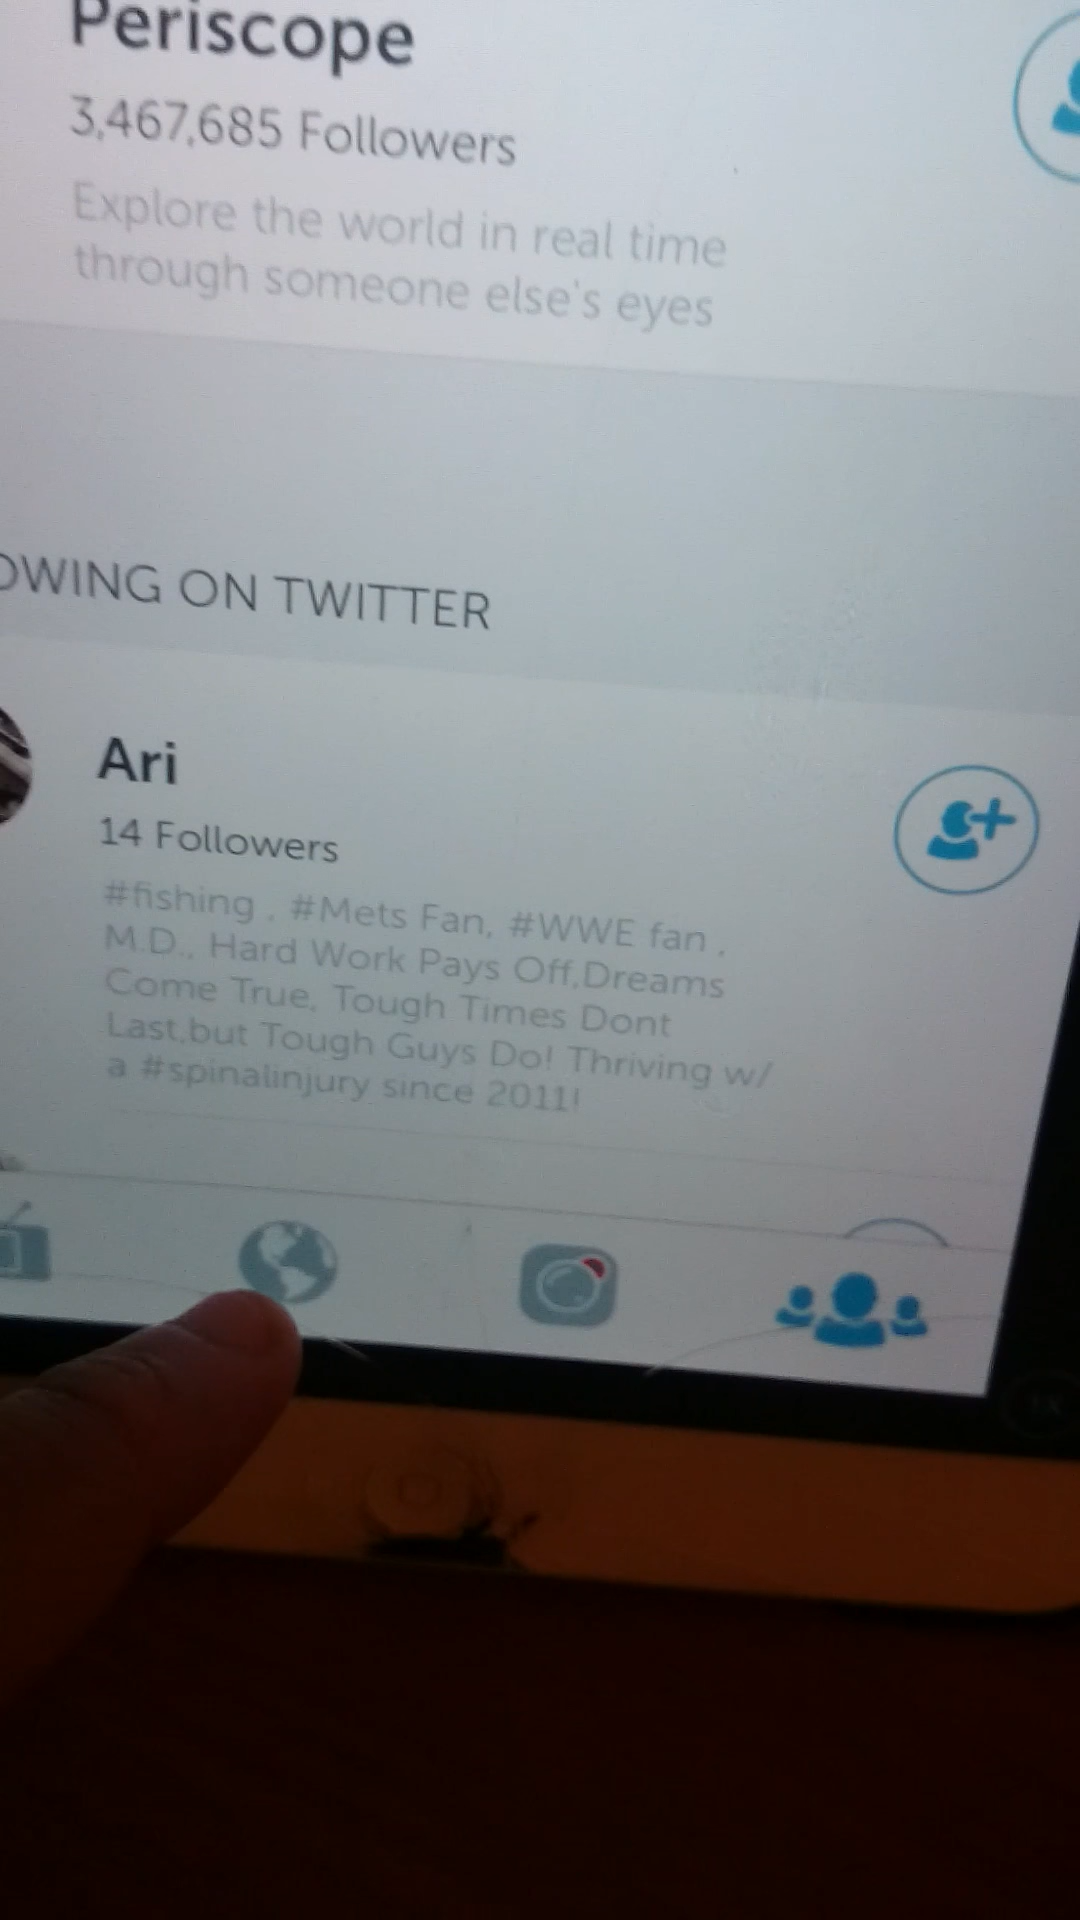 Periscope
3,467,685 Followers
Explore the world in real time
through someone else's eyes
OWING ON TWITTER
Ari
14 Followers
#fishing , #Mets Fan, #WWE fan .
M.D., Hard Work Pays Off,Dreams
Come True, Tough Times Dont
Last,but Tough Guys Do! Thriving w/
a #spinalinjury since 2011!